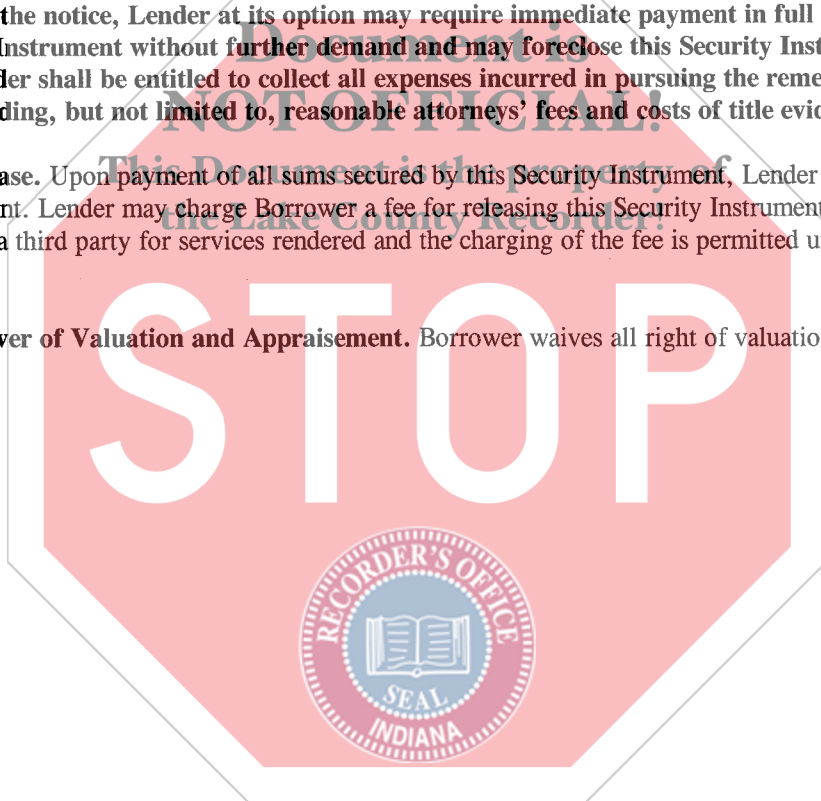 the notice, Lender at its option may require immediate payment in full
Document is
Instrument without further demand and may foreclose this Security Inst
der shall be entitled to collect all expenses incurred in pursuing the reme
NOT OFFICIAL!
ding, but not limited to, reasonable attorneys' fees and costs of title evid
This Document is the property of
ase. Upon payment of all sums secured by this Security Instrument, Lender
nt. Lender may charge Borrower a fee for releasing this Security Instrument
the Lake County Recorder!
a third party for services rendered and the charging of the fee is permitted u
ver of Valuation and Appraisement. Borrower waives all right of valuatio
STOP
RECORDER'S OFFICE
SEAL
INDIANA